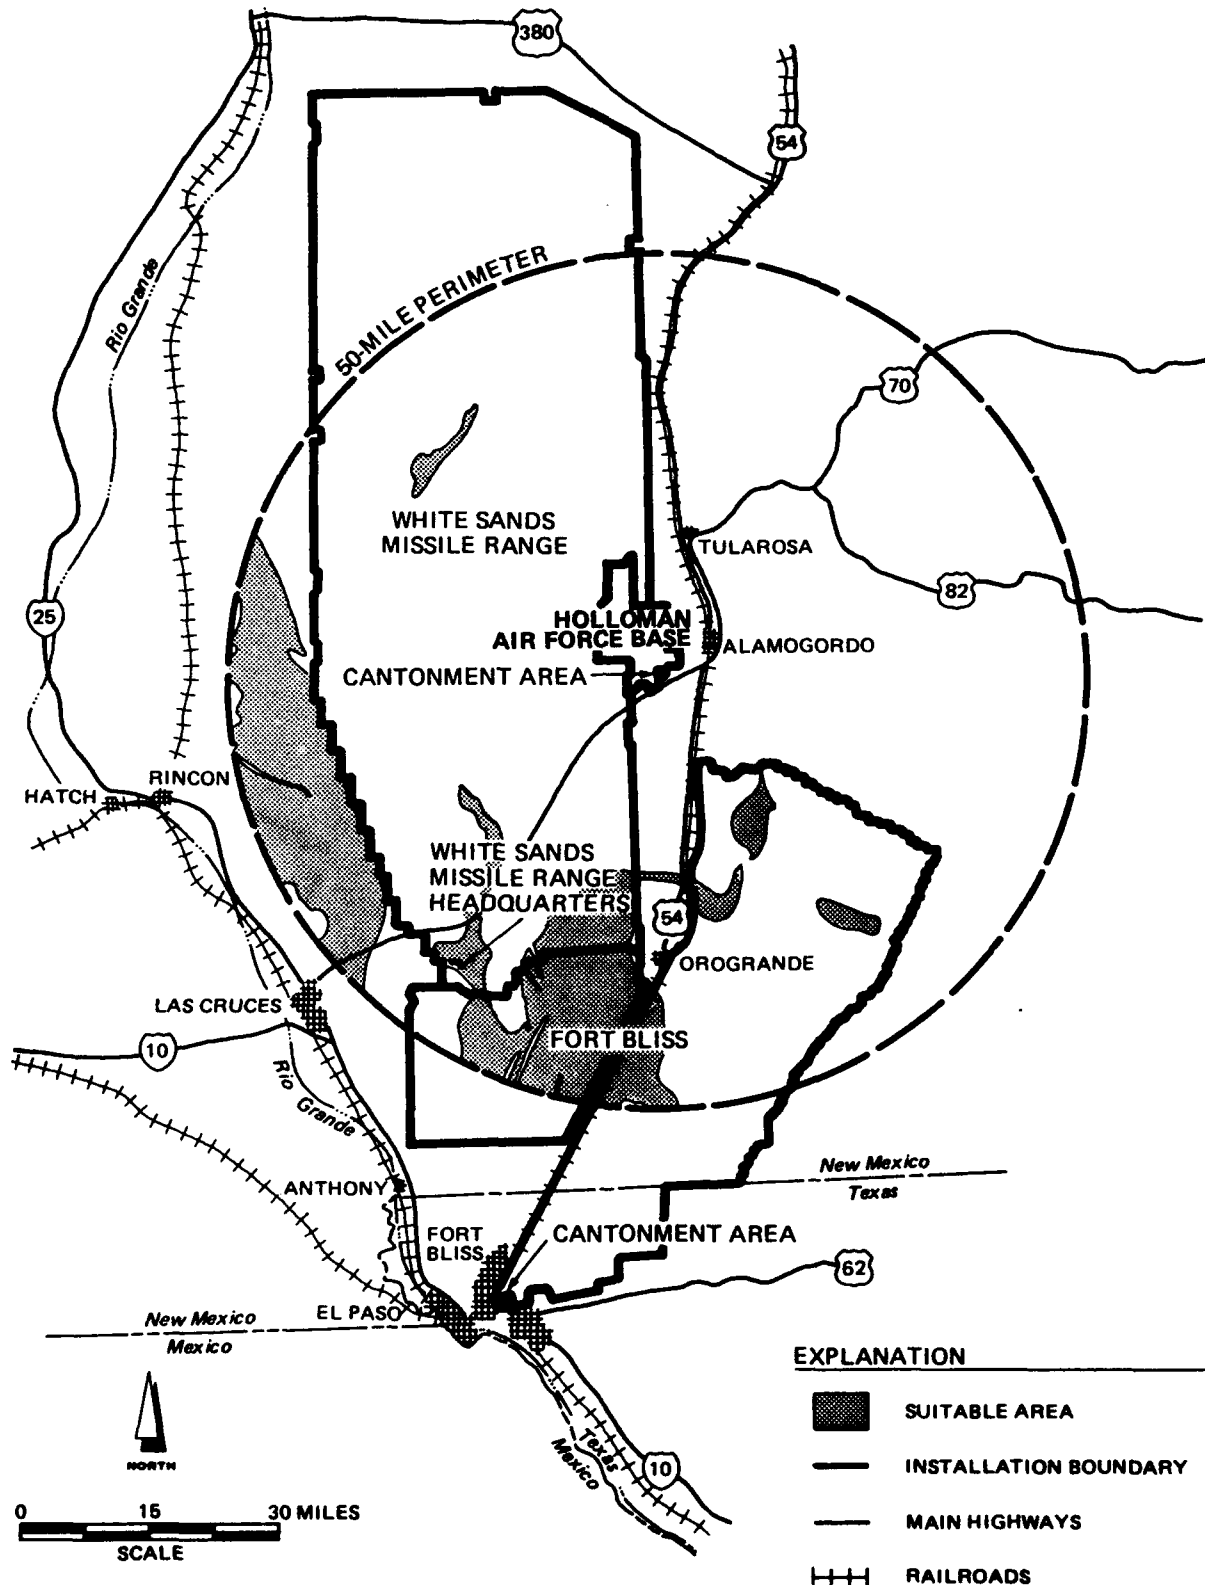 380
54
50-MILE PERIMETER
Rio Grande
70
WHITE SANDS
MISSILE RANGE
TULAROSA
82
25
HOLLOMAN
AIR FORCE BASE
ALAMOGORDO
CANTONMENT AREA
RINCON
HATCH
WHITE SANDS
MISSILE RANGE
HEADQUARTERS
54
OROGRANDE
LAS CRUCES
10
FORT BLISS
Rio
Grande
New Mexico
Texas
ANTHONY
FORT
BLISS
CANTONMENT AREA
62
EL PASO
New Mexico
Mexico
Texas
Mexico
10
NORTH
0 15 30 MILES
SCALE
EXPLANATION
SUITABLE AREA
INSTALLATION BOUNDARY
MAIN HIGHWAYS
RAILROADS